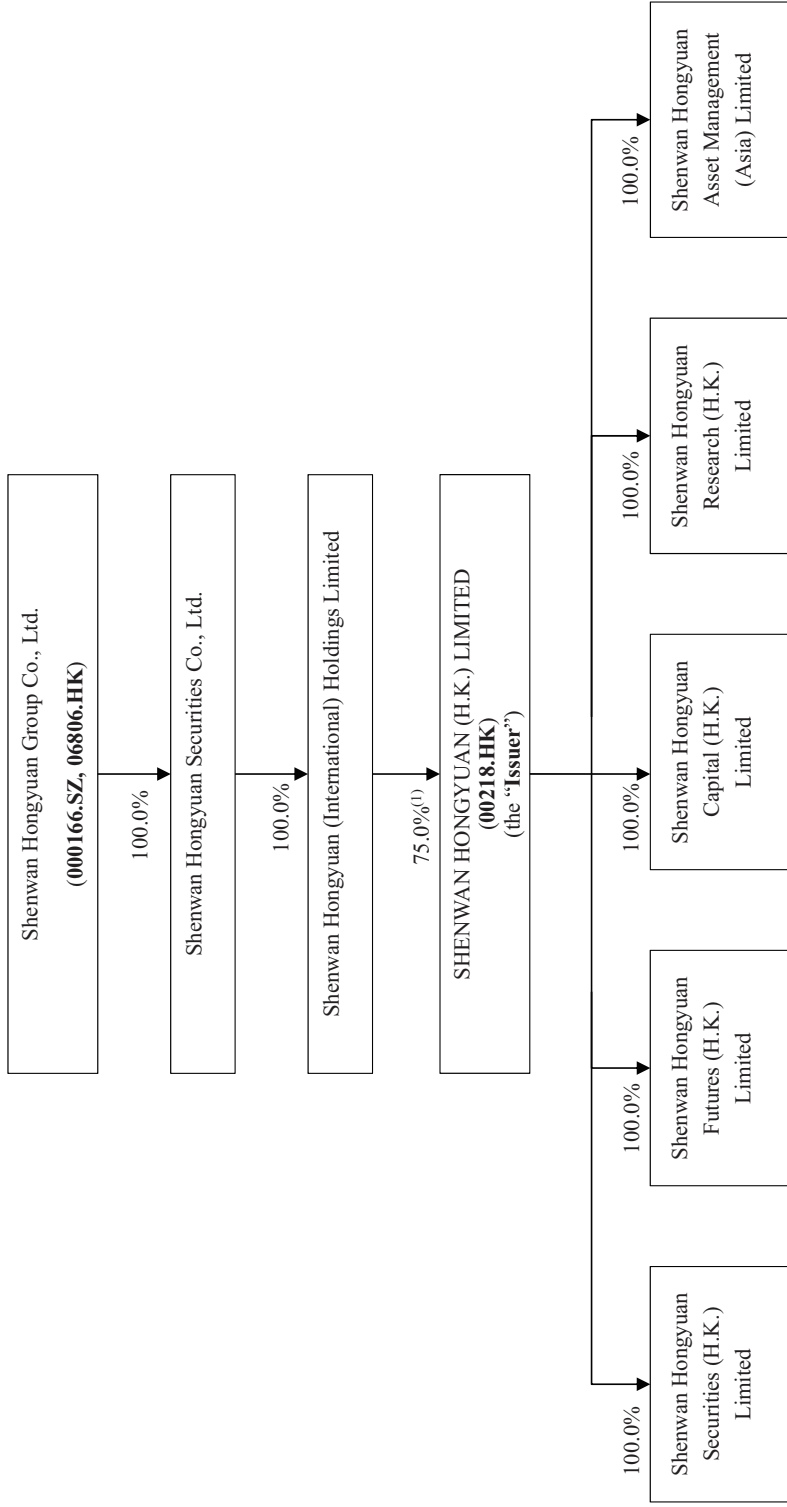 Shenwan Hongyuan Group Co., Ltd.
(000166.SZ, 06806.HK)
100.0%
Shenwan Hongyuan Securities Co., Ltd.
100.0%
Shenwan Hongyuan (International) Holdings Limited
75.0%(1)
SHENWAN HONGYUAN (H.K.) LIMITED
(00218.HK)
(the “Issuer”)
100.0%
Shenwan Hongyuan
Securities (H.K.)
Limited
100.0%
Shenwan Hongyuan
Futures (H.K.)
Limited
100.0%
Shenwan Hongyuan
Capital (H.K.)
Limited
100.0%
Shenwan Hongyuan
Research (H.K.)
Limited
100.0%
Shenwan Hongyuan
Asset Management
(Asia) Limited